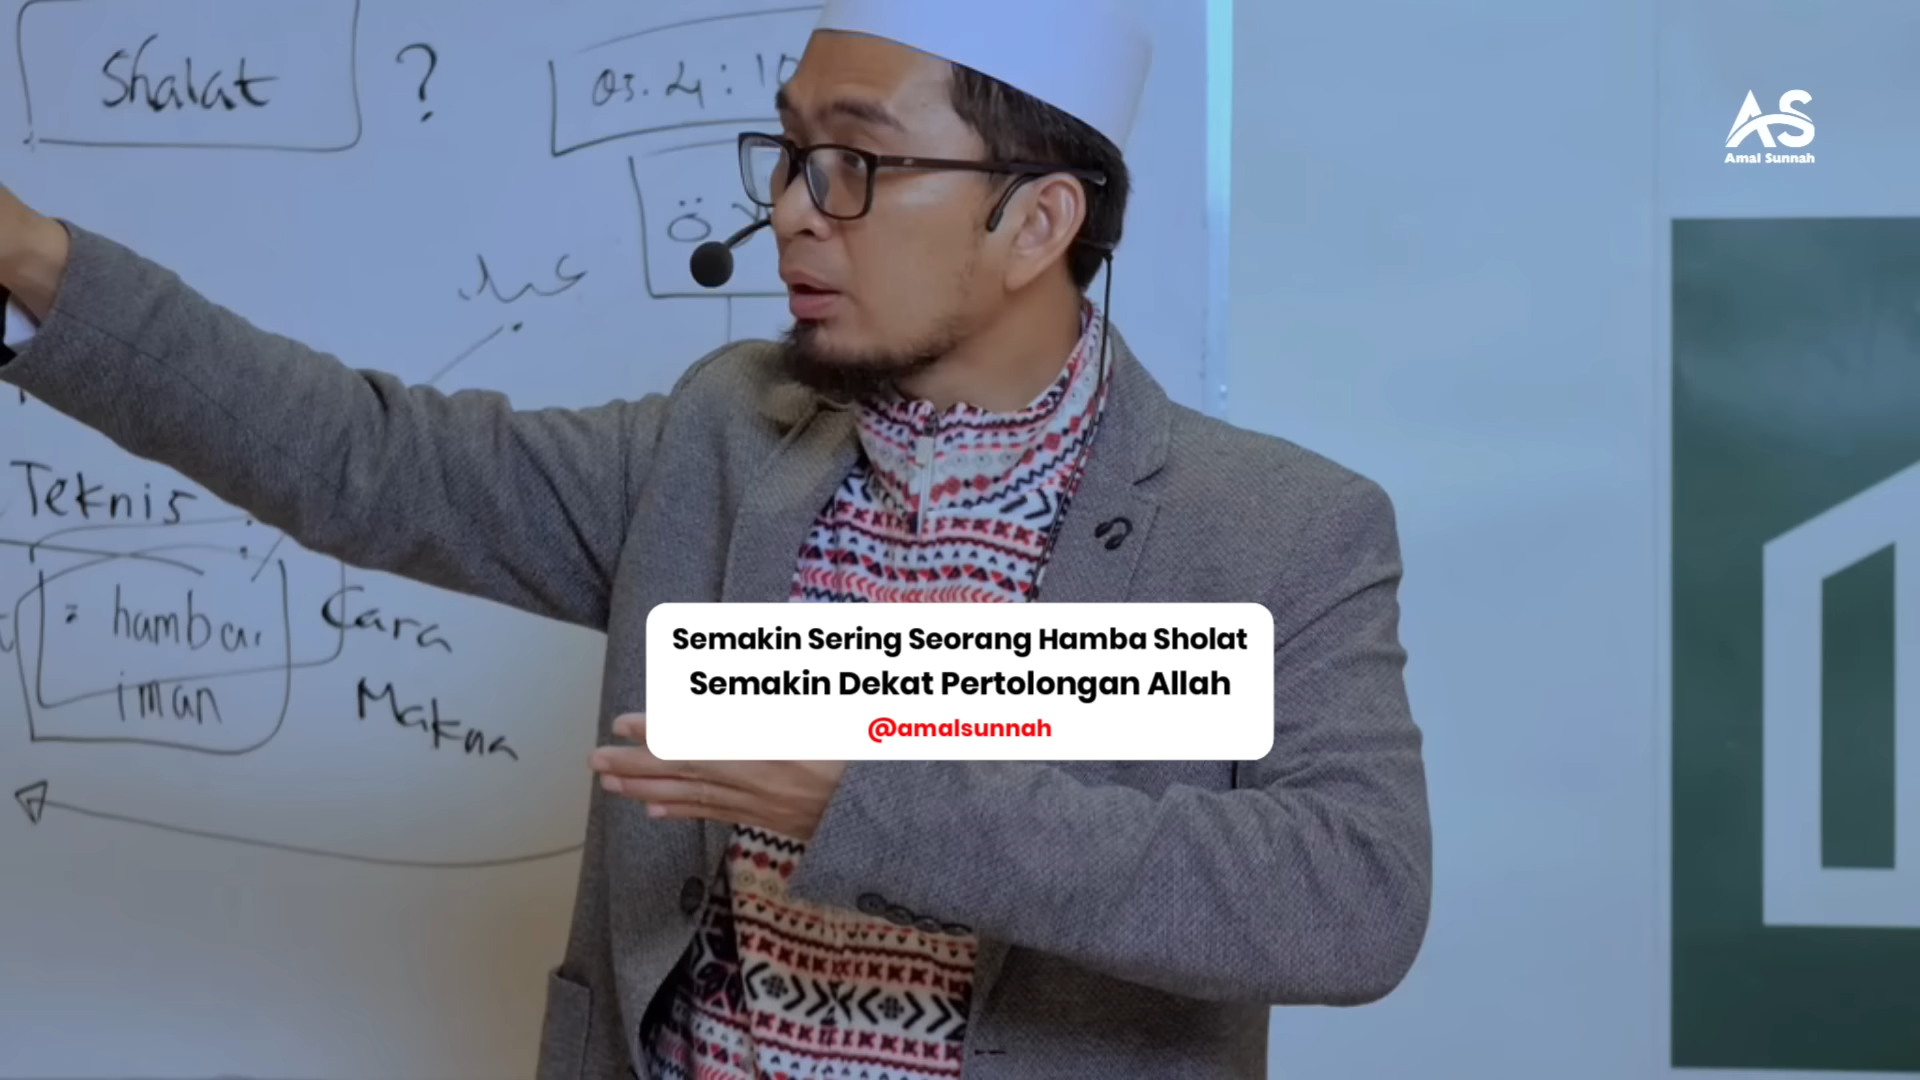 Shalat ?
AS
Amal Sunnah
Teknis
: hamba
iman
Cara
Makna
Semakin Sering Seorang Hamba Sholat
Semakin Dekat Pertolongan Allah
@amalsunnah